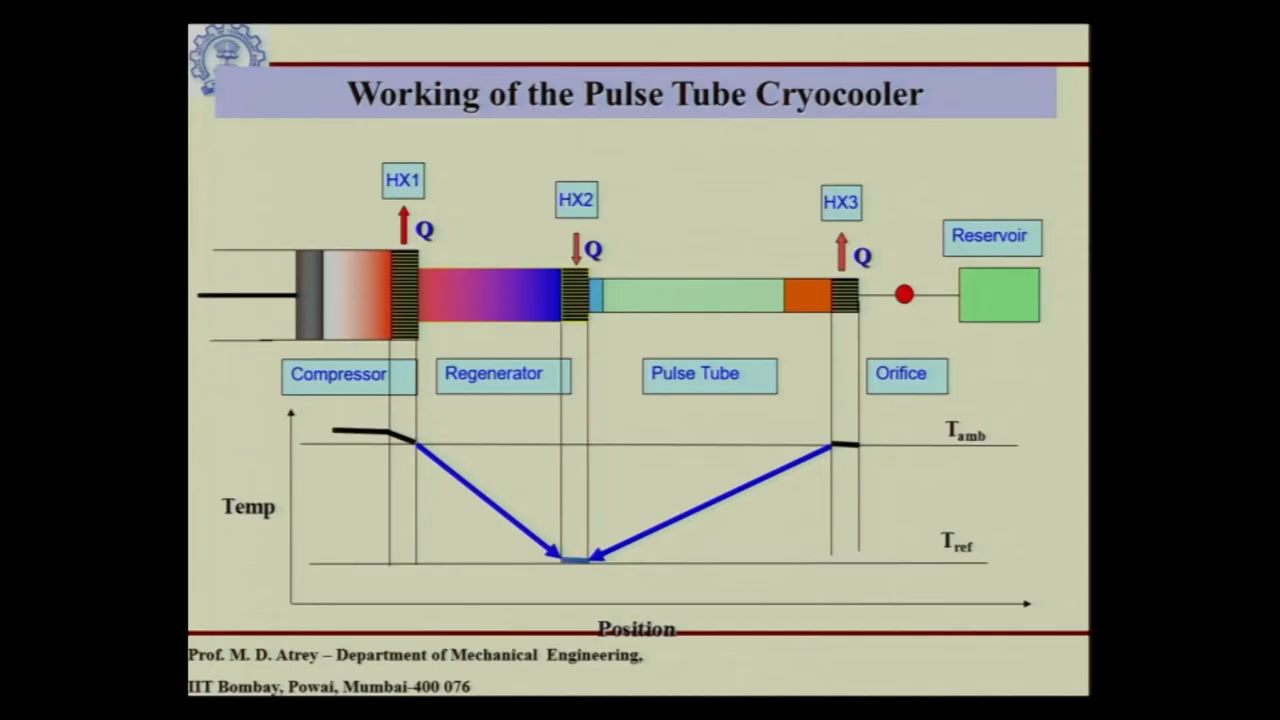 Working of the Pulse Tube Cryocooler
HX1
HX2
HX3
Q
Q
Q
Reservoir
Compressor
Regenerator
Pulse Tube
Orifice
Tamb
Temp
Tref
Position
Prof. M. D. Atrey – Department of Mechanical Engineering,
IIT Bombay, Powai, Mumbai-400 076